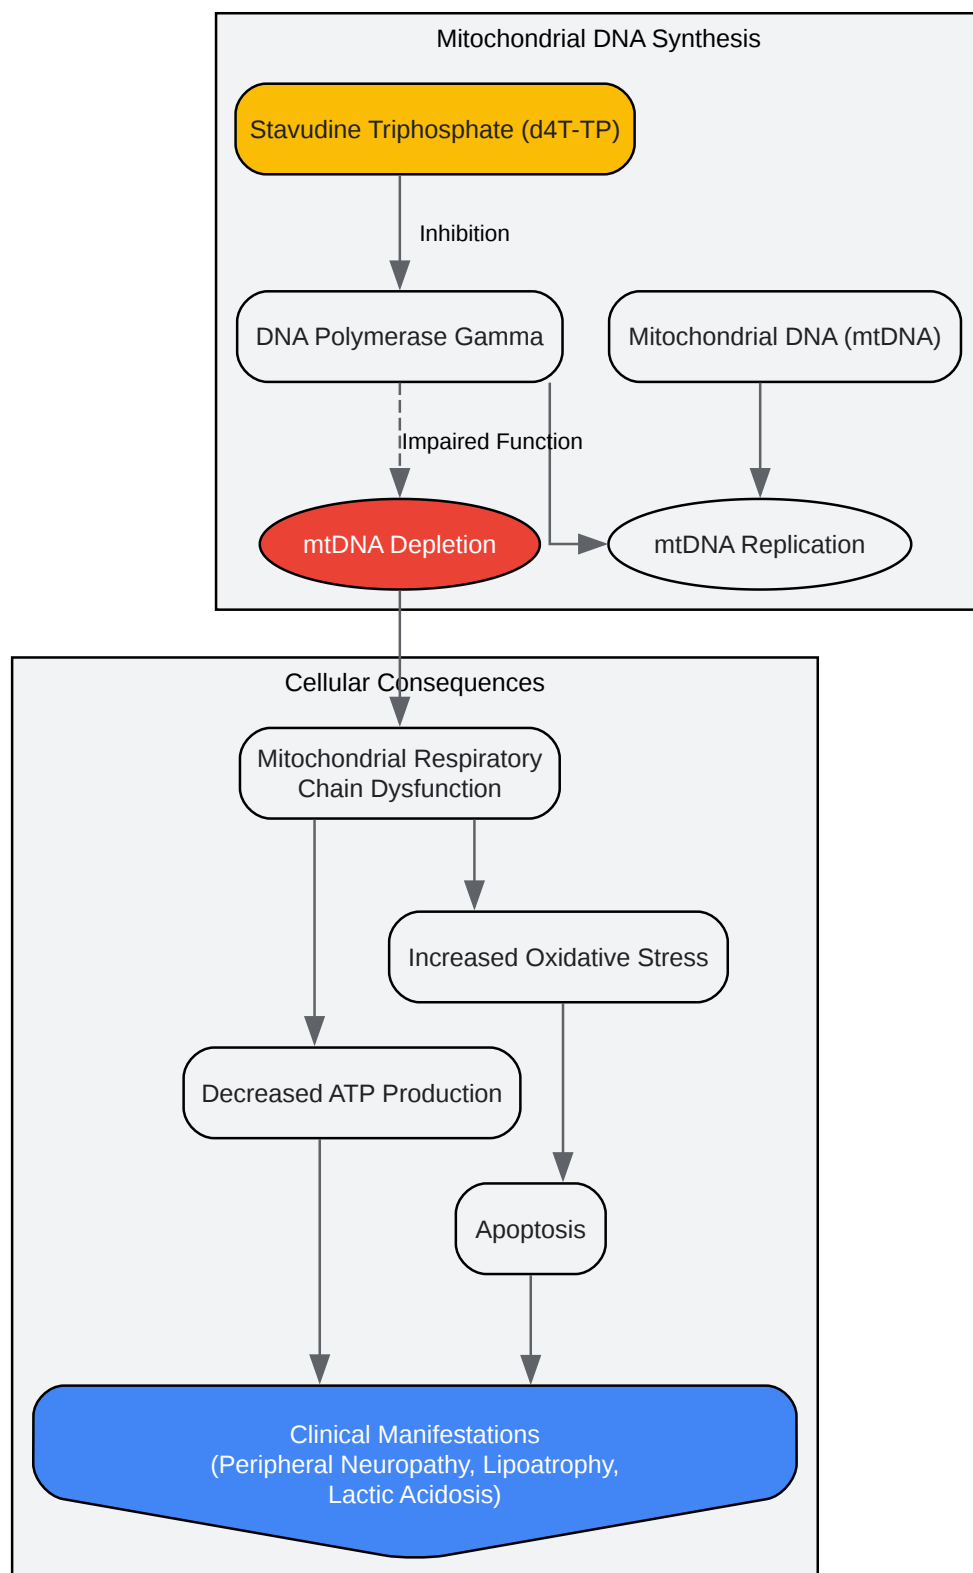 Mitochondrial DNA Synthesis
Stavudine Triphosphate (d4T-TP)
Inhibition
DNA Polymerase Gamma
Mitochondrial DNA (mtDNA)
Impaired Function
mtDNA Depletion
mtDNA Replication
Cellular Consequences
Mitochondrial Respiratory
Chain Dysfunction
Increased Oxidative Stress
Decreased ATP Production
Apoptosis
Clinical Manifestations
(Peripheral Neuropathy, Lipoatrophy,
Lactic Acidosis)